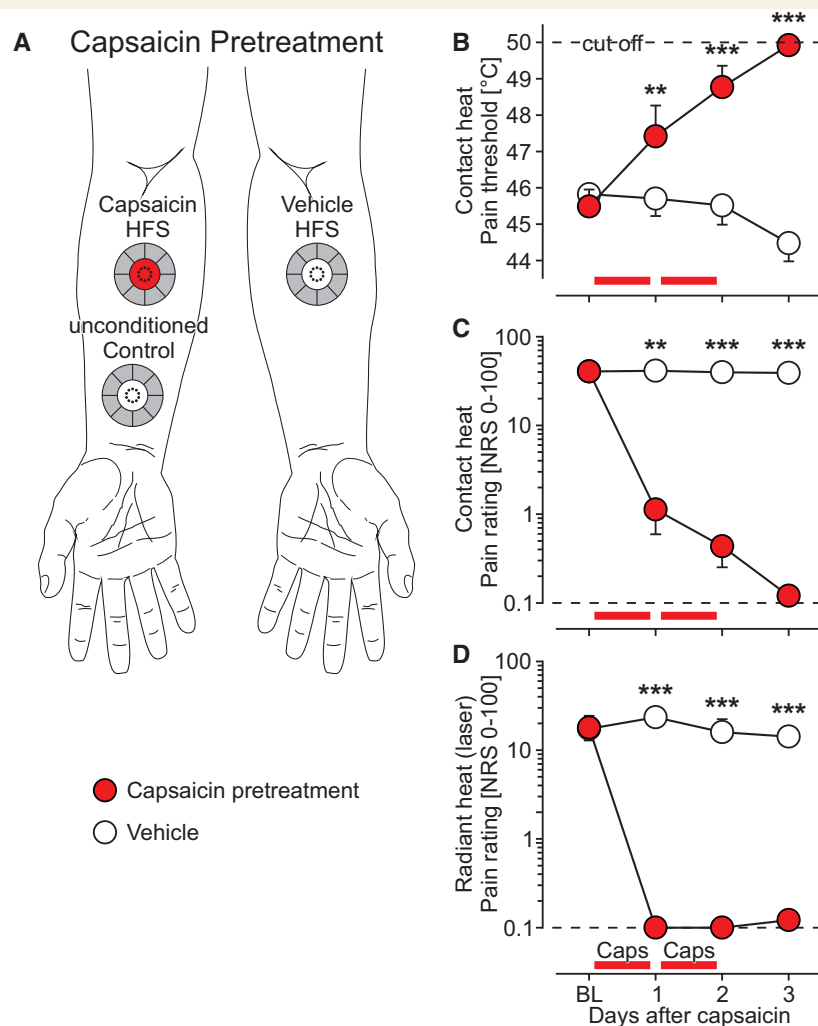 A Capsaicin Pretreatment
Capsaicin
HFS
Vehicle
HFS
unconditioned
Control
Capsaicin pretreatment
Vehicle
B
Contact heat
Pain threshold [°C]
50
49
48
47
46
45
44
cut off
**
***
***
C
Contact heat
Pain rating [NRS 0-100]
100
10
1
0.1
**
***
***
D
Radiant heat (laser)
Pain rating [NRS 0-100]
100
10
1
0.1
***
***
***
Caps Caps
BL 1 2 3
Days after capsaicin